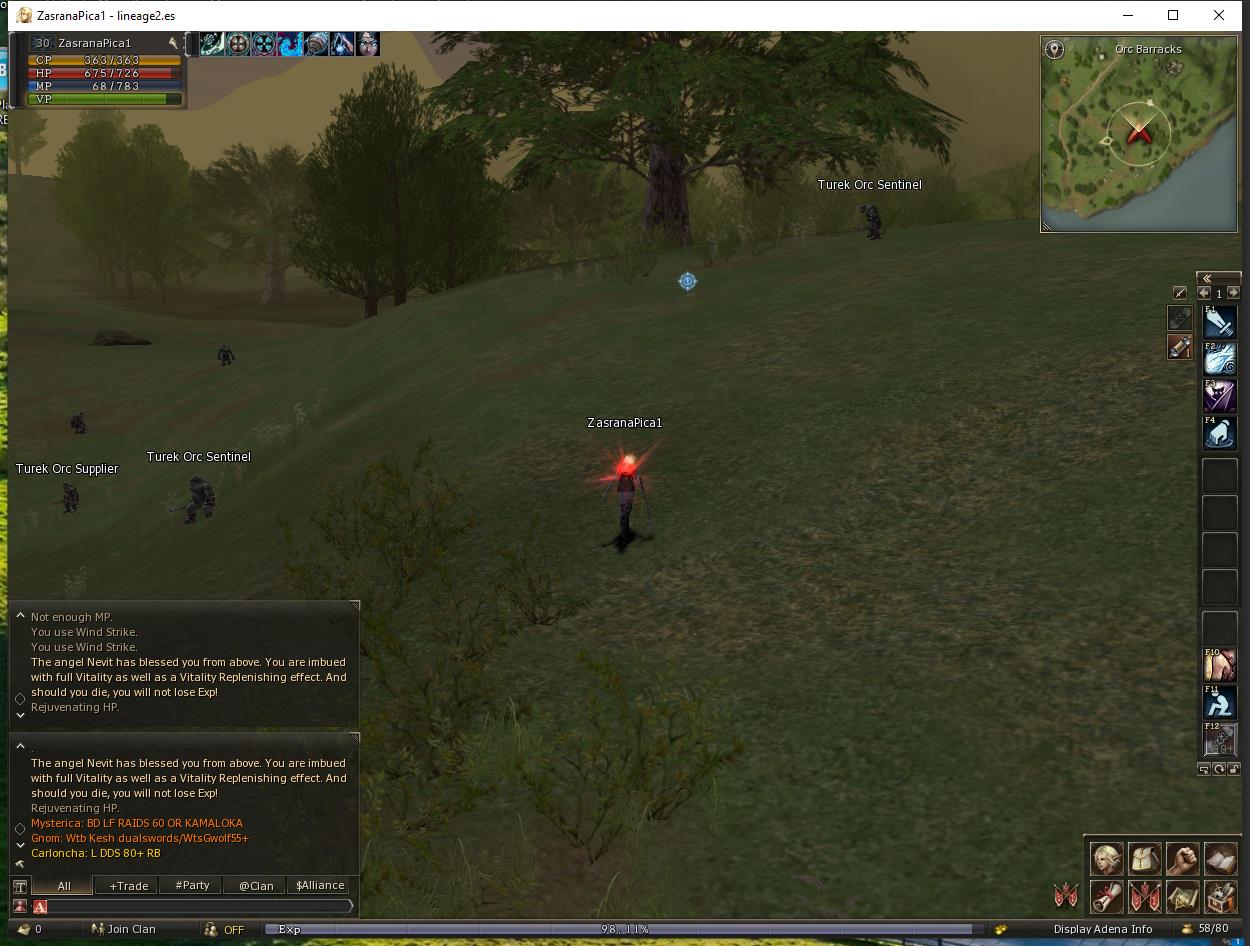 ZasranaPica1 - lineage2.es
30 ZasranaPica1
CP 363/363
HP 675/726
MP 68/783
VP
Orc Barracks
Turek Orc Sentinel
1
F1
1
F2
F3
F4
ZasranaPica1
Turek Orc Sentinel
Turek Orc Supplier
Not enough MP.
You use Wind Strike.
You use Wind Strike.
The angel Nevit has blessed you from above. You are imbued
with full Vitality as well as a Vitality Replenishing effect. And
should you die, you will not lose Exp!
Rejuvenating HP.
F10
F11
F12
99+
.
The angel Nevit has blessed you from above. You are imbued
with full Vitality as well as a Vitality Replenishing effect. And
should you die, you will not lose Exp!
Rejuvenating HP.
Mysterica: BD LF RAIDS 60 OR KAMALOKA
Gnom: Wtb Kesh dualswords/WtsGwolf55+
Carloncha: L DDS 80+ RB
All +Trade #Party @Clan $Alliance
A
0 Join Clan OFF Exp 98.11% Display Adena Info 58/80